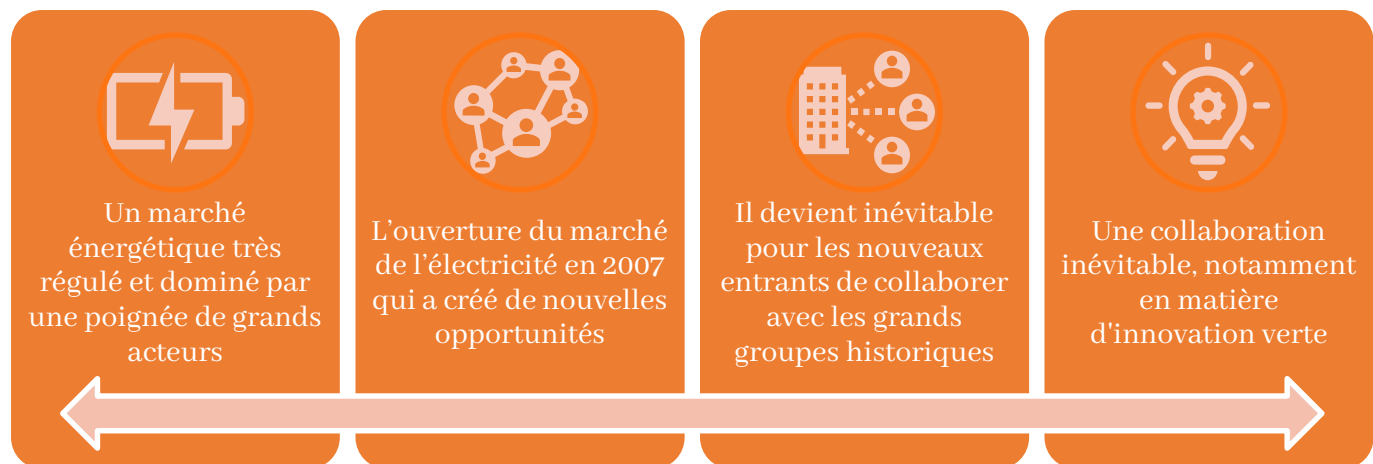 Un marché
énergétique très
régulé et dominé par
une poignée de grands
acteurs
L’ouverture du marché
de l’électricité en 2007
qui a créé de nouvelles
opportunités
Il devient inévitable
pour les nouveaux
entrants de collaborer
avec les grands
groupes historiques
Une collaboration
inévitable, notamment
en matière
d'innovation verte